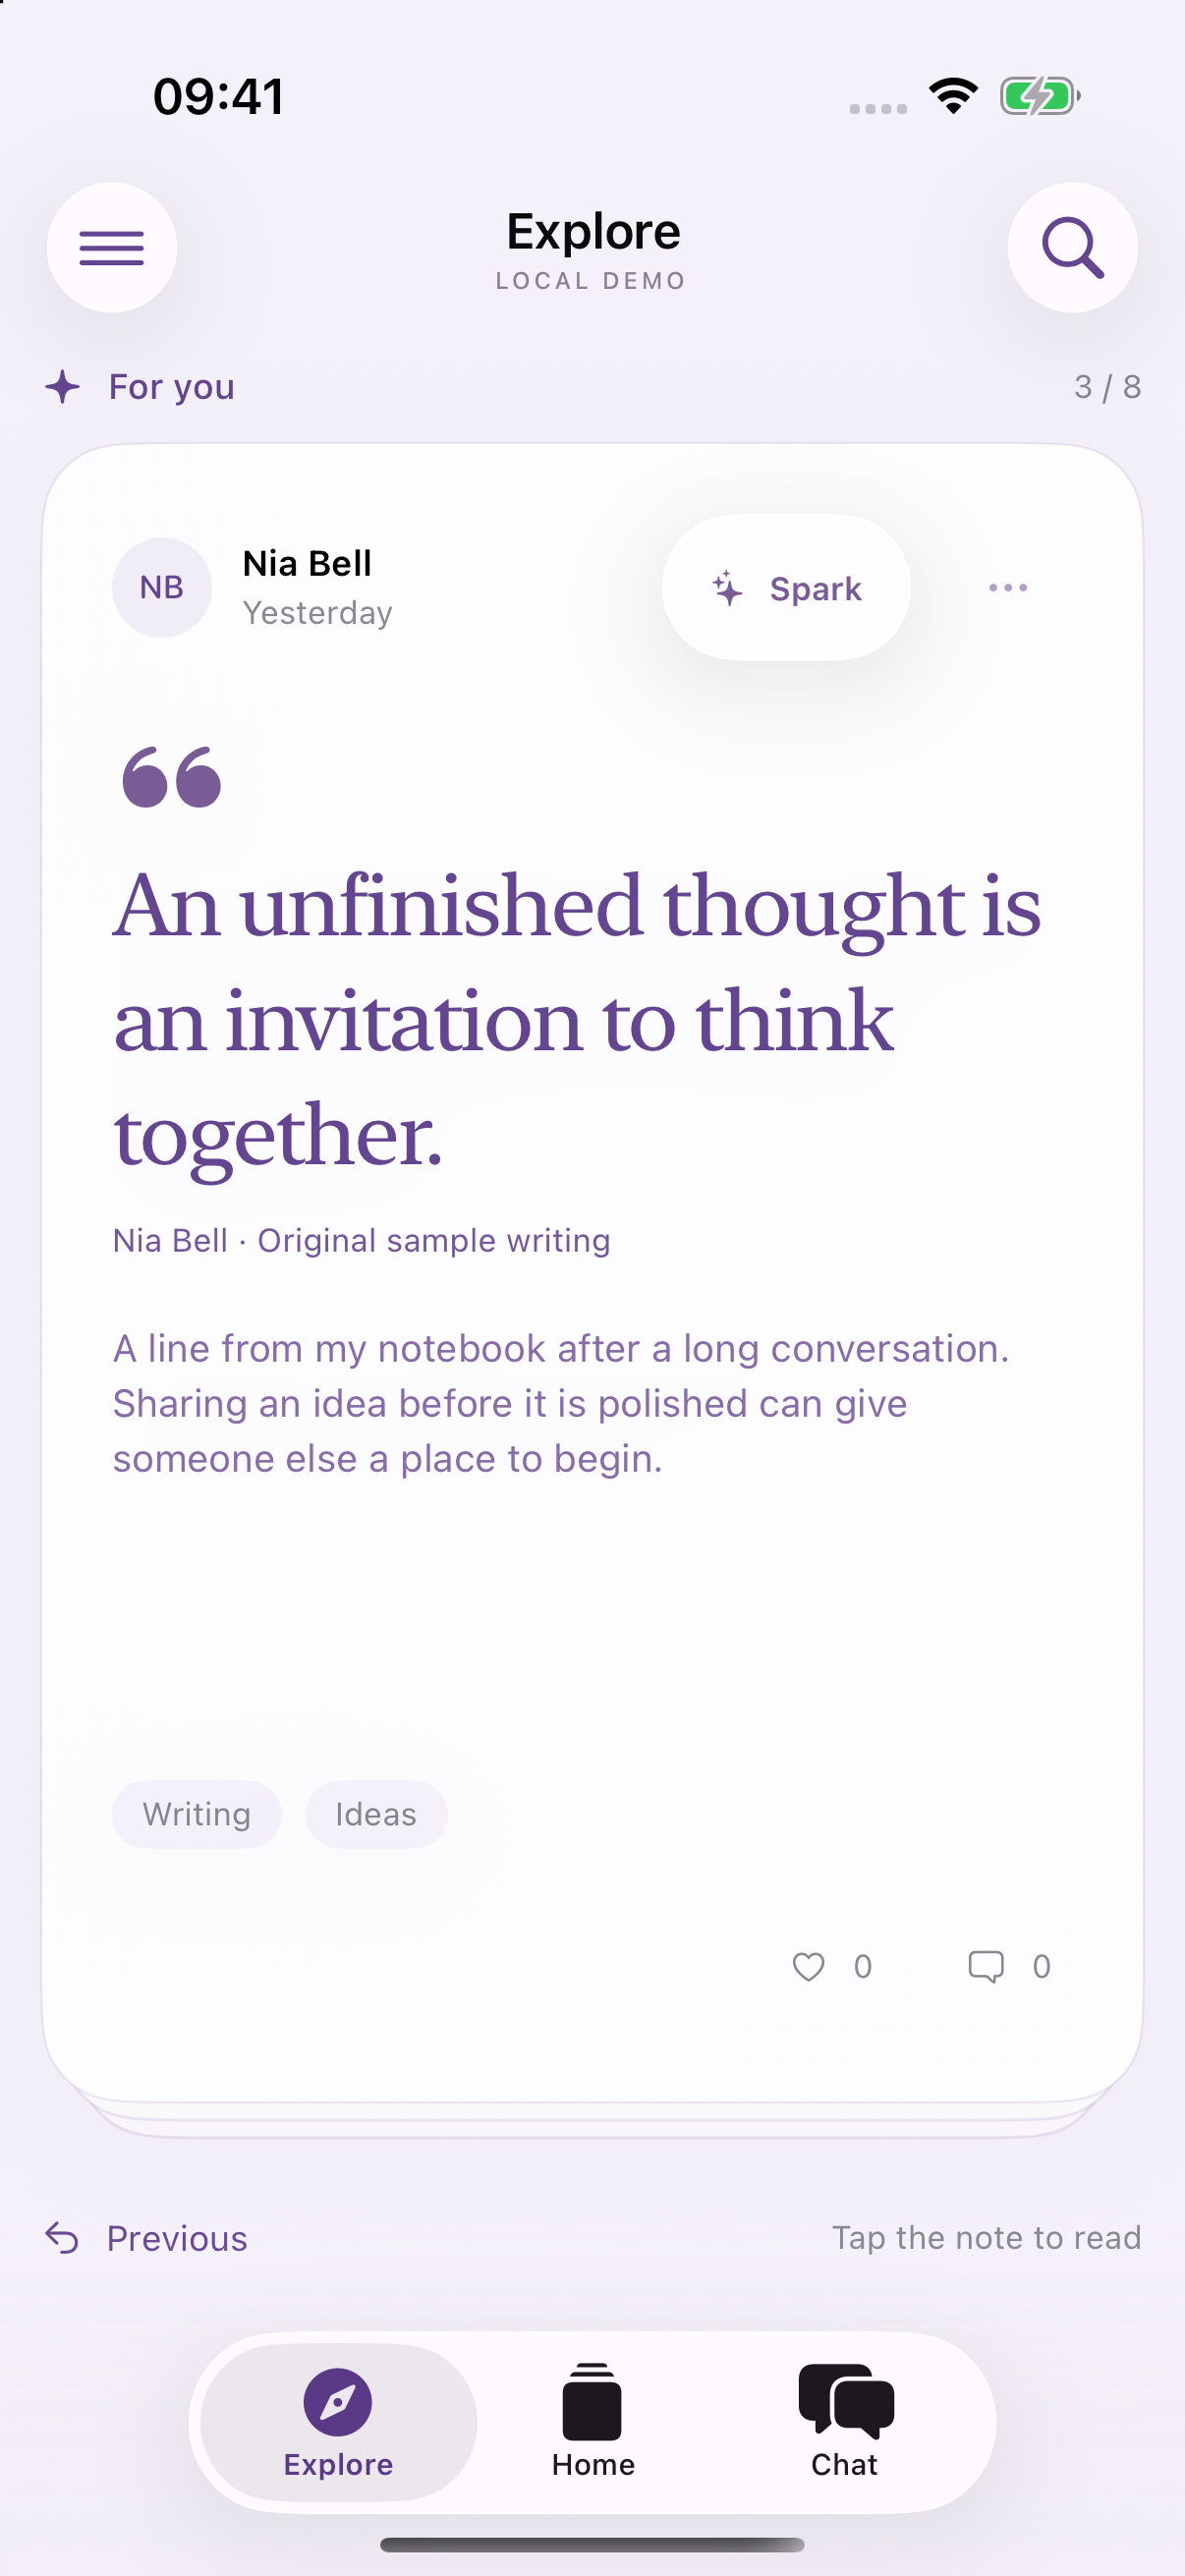 09:41
Explore
LOCAL DEMO
For you
3 / 8
NB
Nia Bell
Yesterday
Spark
An unfinished thought is
an invitation to think
together.
Nia Bell · Original sample writing
A line from my notebook after a long conversation.
Sharing an idea before it is polished can give
someone else a place to begin.
Writing
Ideas
0
0
Previous
Tap the note to read
Explore
Home
Chat